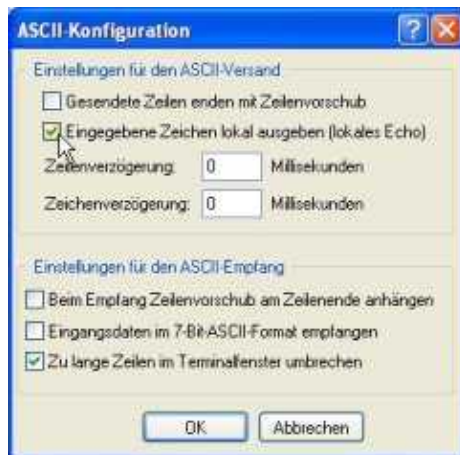 ASCII-Konfiguration
Einstellungen für den ASCII-Versand
Gesendete Zeilen enden mit Zeilenvorschub
Eingegebene Zeichen lokal ausgeben (lokales Echo)
Zeilenverzögerung: 0 Millisekunden
Zeichenverzögerung: 0 Millisekunden
Einstellungen für den ASCII-Empfang
Beim Empfang Zeilenvorschub am Zeilenende anhängen
Eingangsdaten im 7-Bit-ASCII-Format empfangen
Zu lange Zeilen im Terminalfenster umbrechen
OK Abbrechen